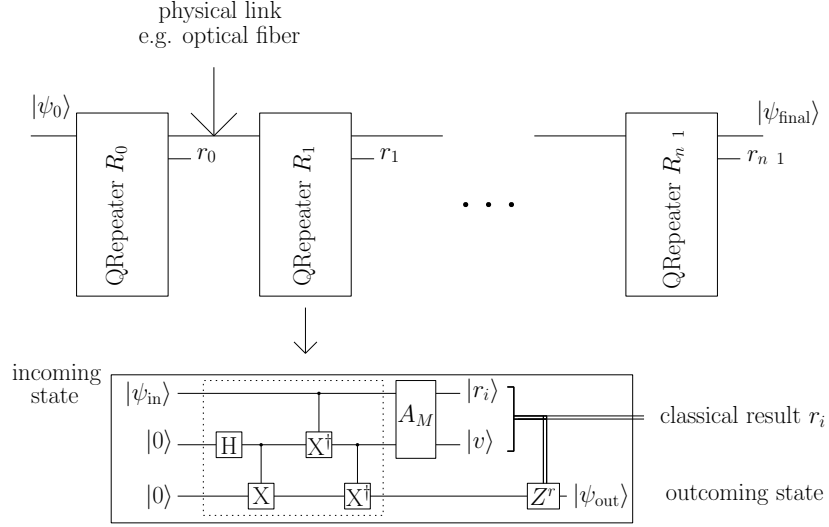 physical link
e.g. optical fiber
|ψ0⟩
QRepeater R0
r0
QRepeater R1
r1
. . .
QRepeater Rn 1
|ψfinal⟩
rn 1
incoming
state
|ψin⟩
|0⟩
|0⟩
H
X
X†
X†
AM
|ri⟩
|v⟩
Zr
|ψout⟩
classical result ri
outcoming state